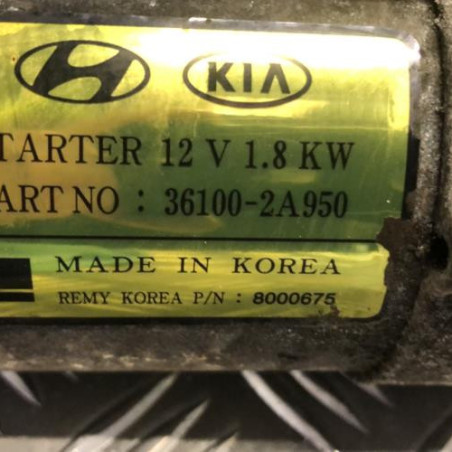 KIA
TARTER 12 V 1.8 KW
ART NO : 36100-2A950
MADE IN KOREA
REMY KOREA P/N : 8000675